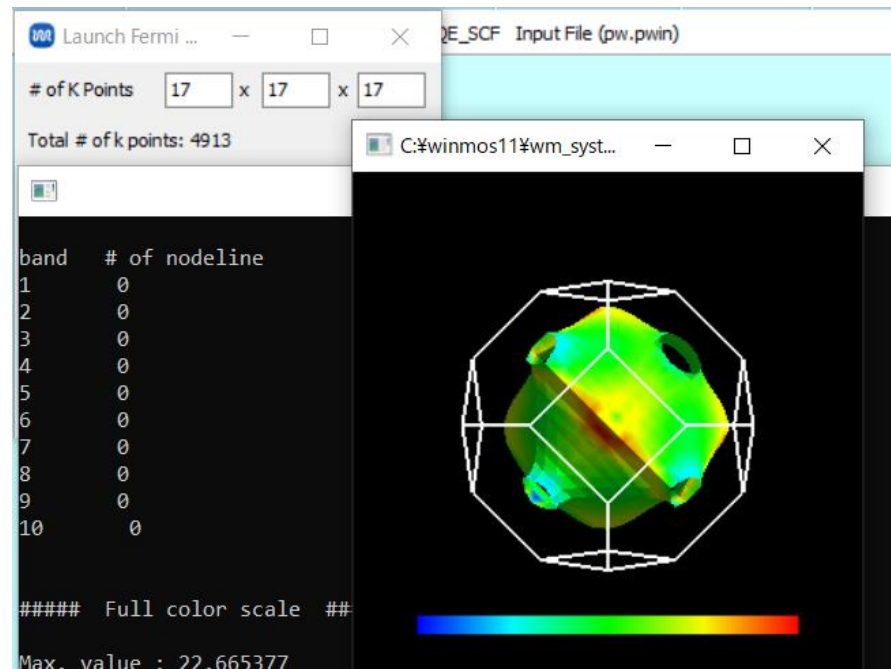 Launch Fermi ...
QE_SCF Input File (pw.pwin)
# of K Points 17 x 17 x 17
Total # of k points: 4913
C:¥winmos11¥wm_syst...
band # of nodeline
1 0
2 0
3 0
4 0
5 0
6 0
7 0
8 0
9 0
10 0
##### Full color scale ##
Max. value : 22.665377